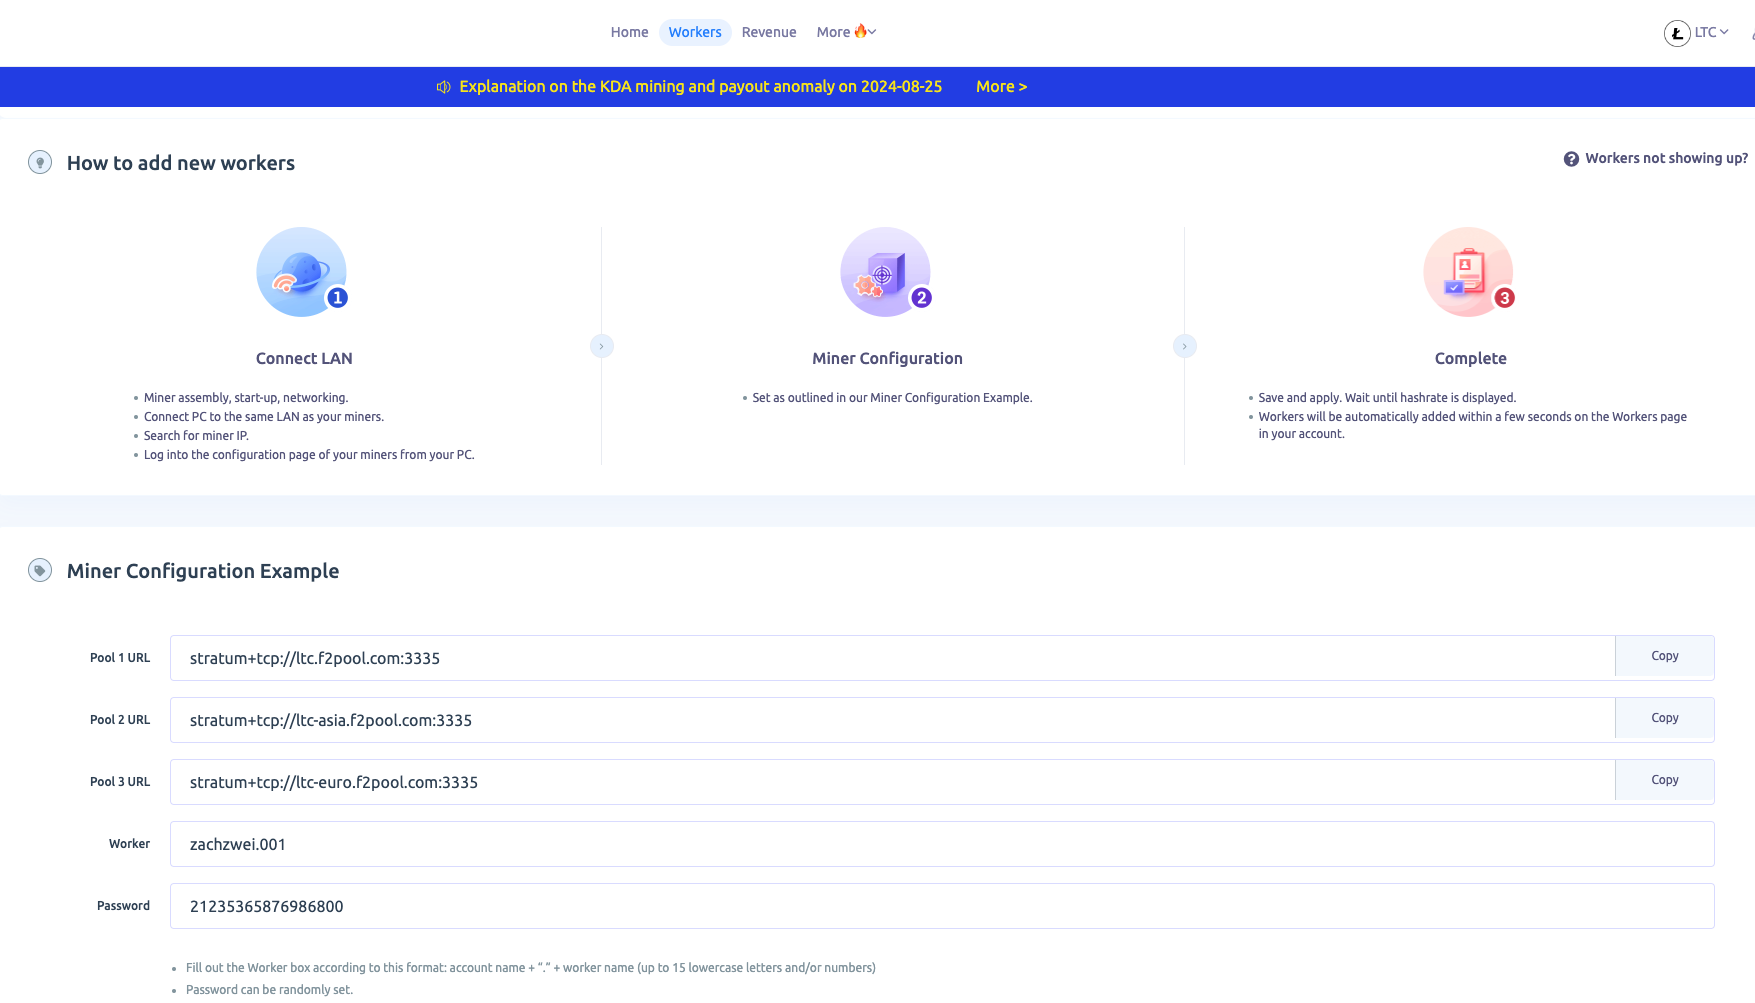 Home Workers Revenue More LTC
Explanation on the KDA mining and payout anomaly on 2024-08-25 More >
How to add new workers
? Workers not showing up?
1
Connect LAN
• Miner assembly, start-up, networking.
• Connect PC to the same LAN as your miners.
• Search for miner IP.
• Log into the configuration page of your miners from your PC.
2
Miner Configuration
• Set as outlined in our Miner Configuration Example.
3
Complete
• Save and apply. Wait until hashrate is displayed.
• Workers will be automatically added within a few seconds on the Workers page
in your account.
Miner Configuration Example
Pool 1 URL stratum+tcp://ltc.f2pool.com:3335 Copy
Pool 2 URL stratum+tcp://ltc-asia.f2pool.com:3335 Copy
Pool 3 URL stratum+tcp://ltc-euro.f2pool.com:3335 Copy
Worker zachzwei.001
Password 21235365876986800
• Fill out the Worker box according to this format: account name + “.” + worker name (up to 15 lowercase letters and/or numbers)
• Password can be randomly set.